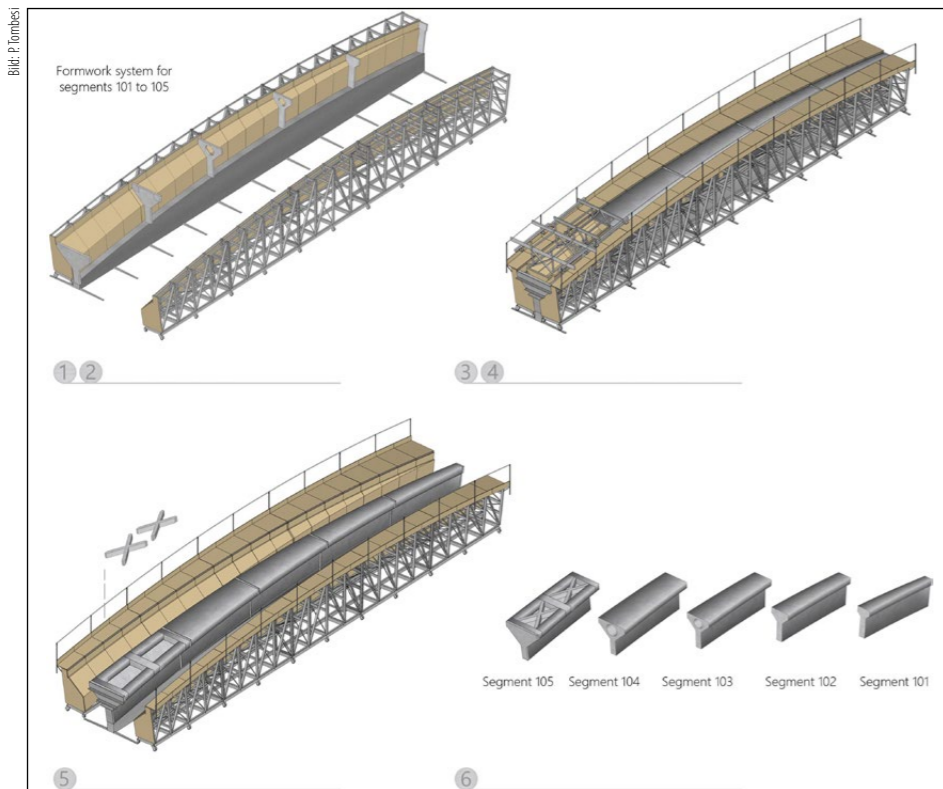 Bild: P. Tombesi
Formwork system for
segments 101 to 105
1 2
3 4
5
Segment 105 Segment 104 Segment 103 Segment 102 Segment 101
6